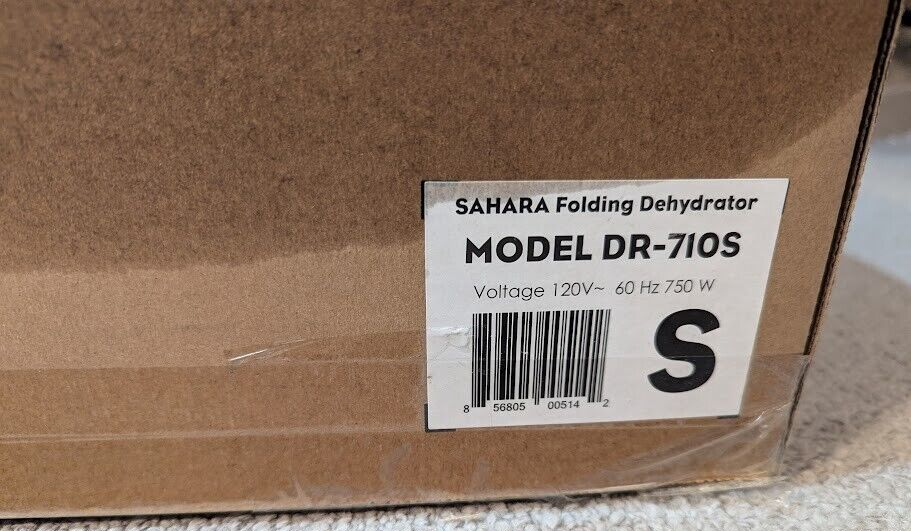 SAHARA Folding Dehydrator
MODEL DR-710S
Voltage 120V~ 60 Hz 750 W
S
8 56805 00514 2